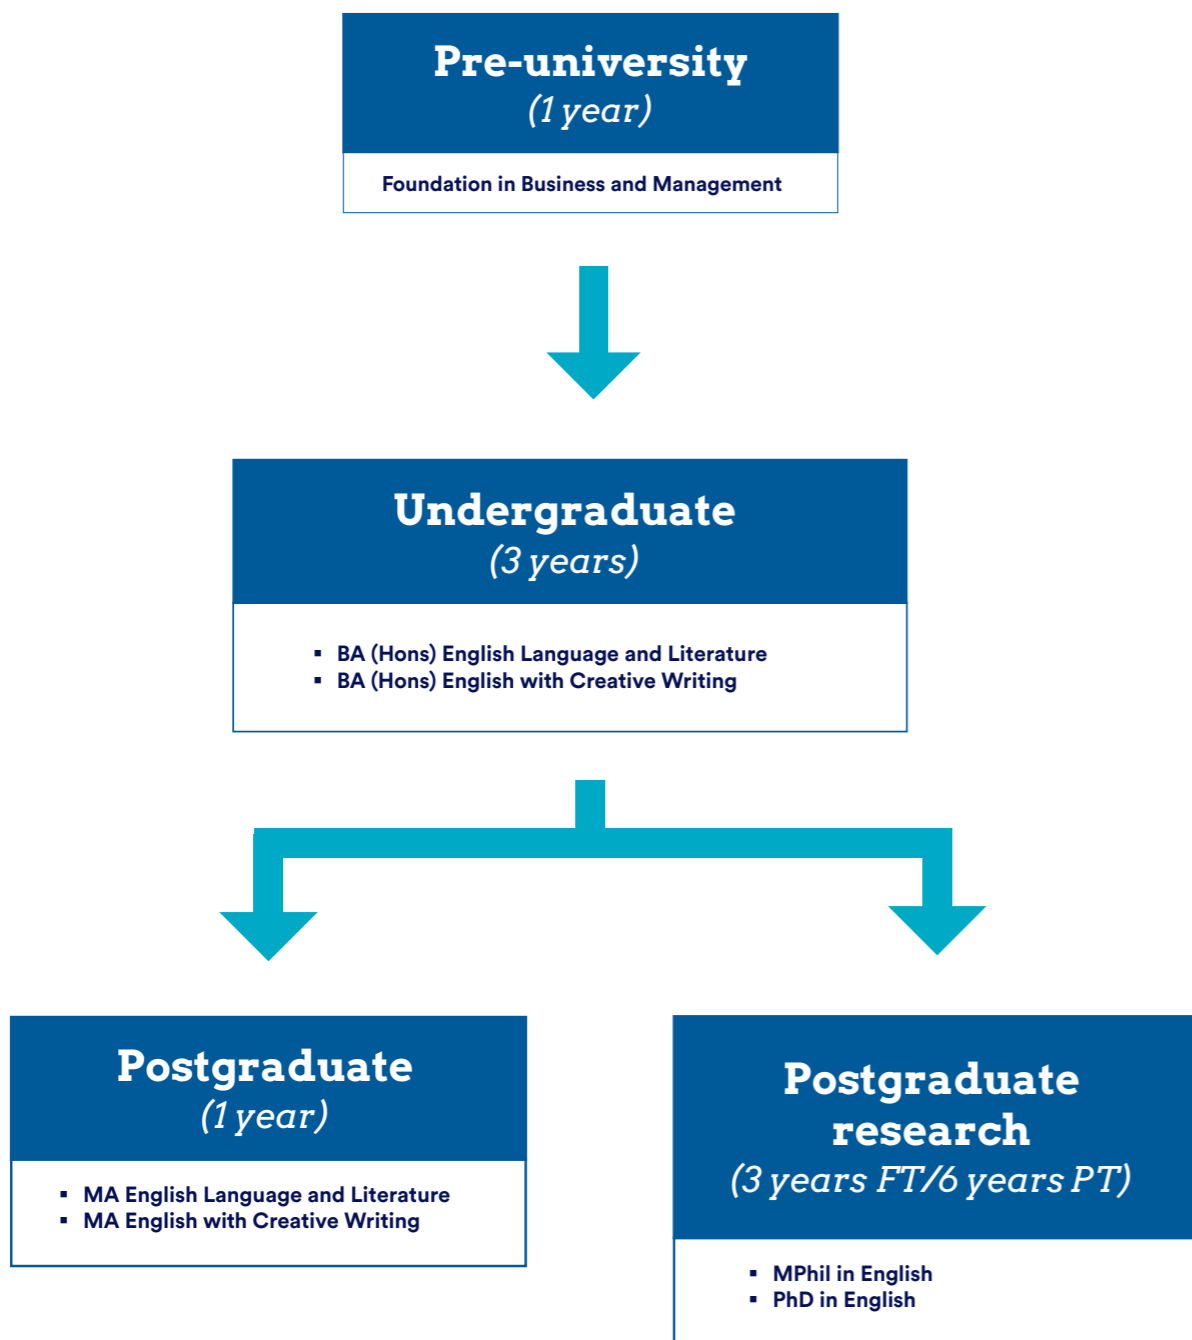 Pre-university
(1 year)
Foundation in Business and Management
Undergraduate
(3 years)
▪ BA (Hons) English Language and Literature
▪ BA (Hons) English with Creative Writing
Postgraduate
(1 year)
▪ MA English Language and Literature
▪ MA English with Creative Writing
Postgraduate
research
(3 years FT/6 years PT)
▪ MPhil in English
▪ PhD in English